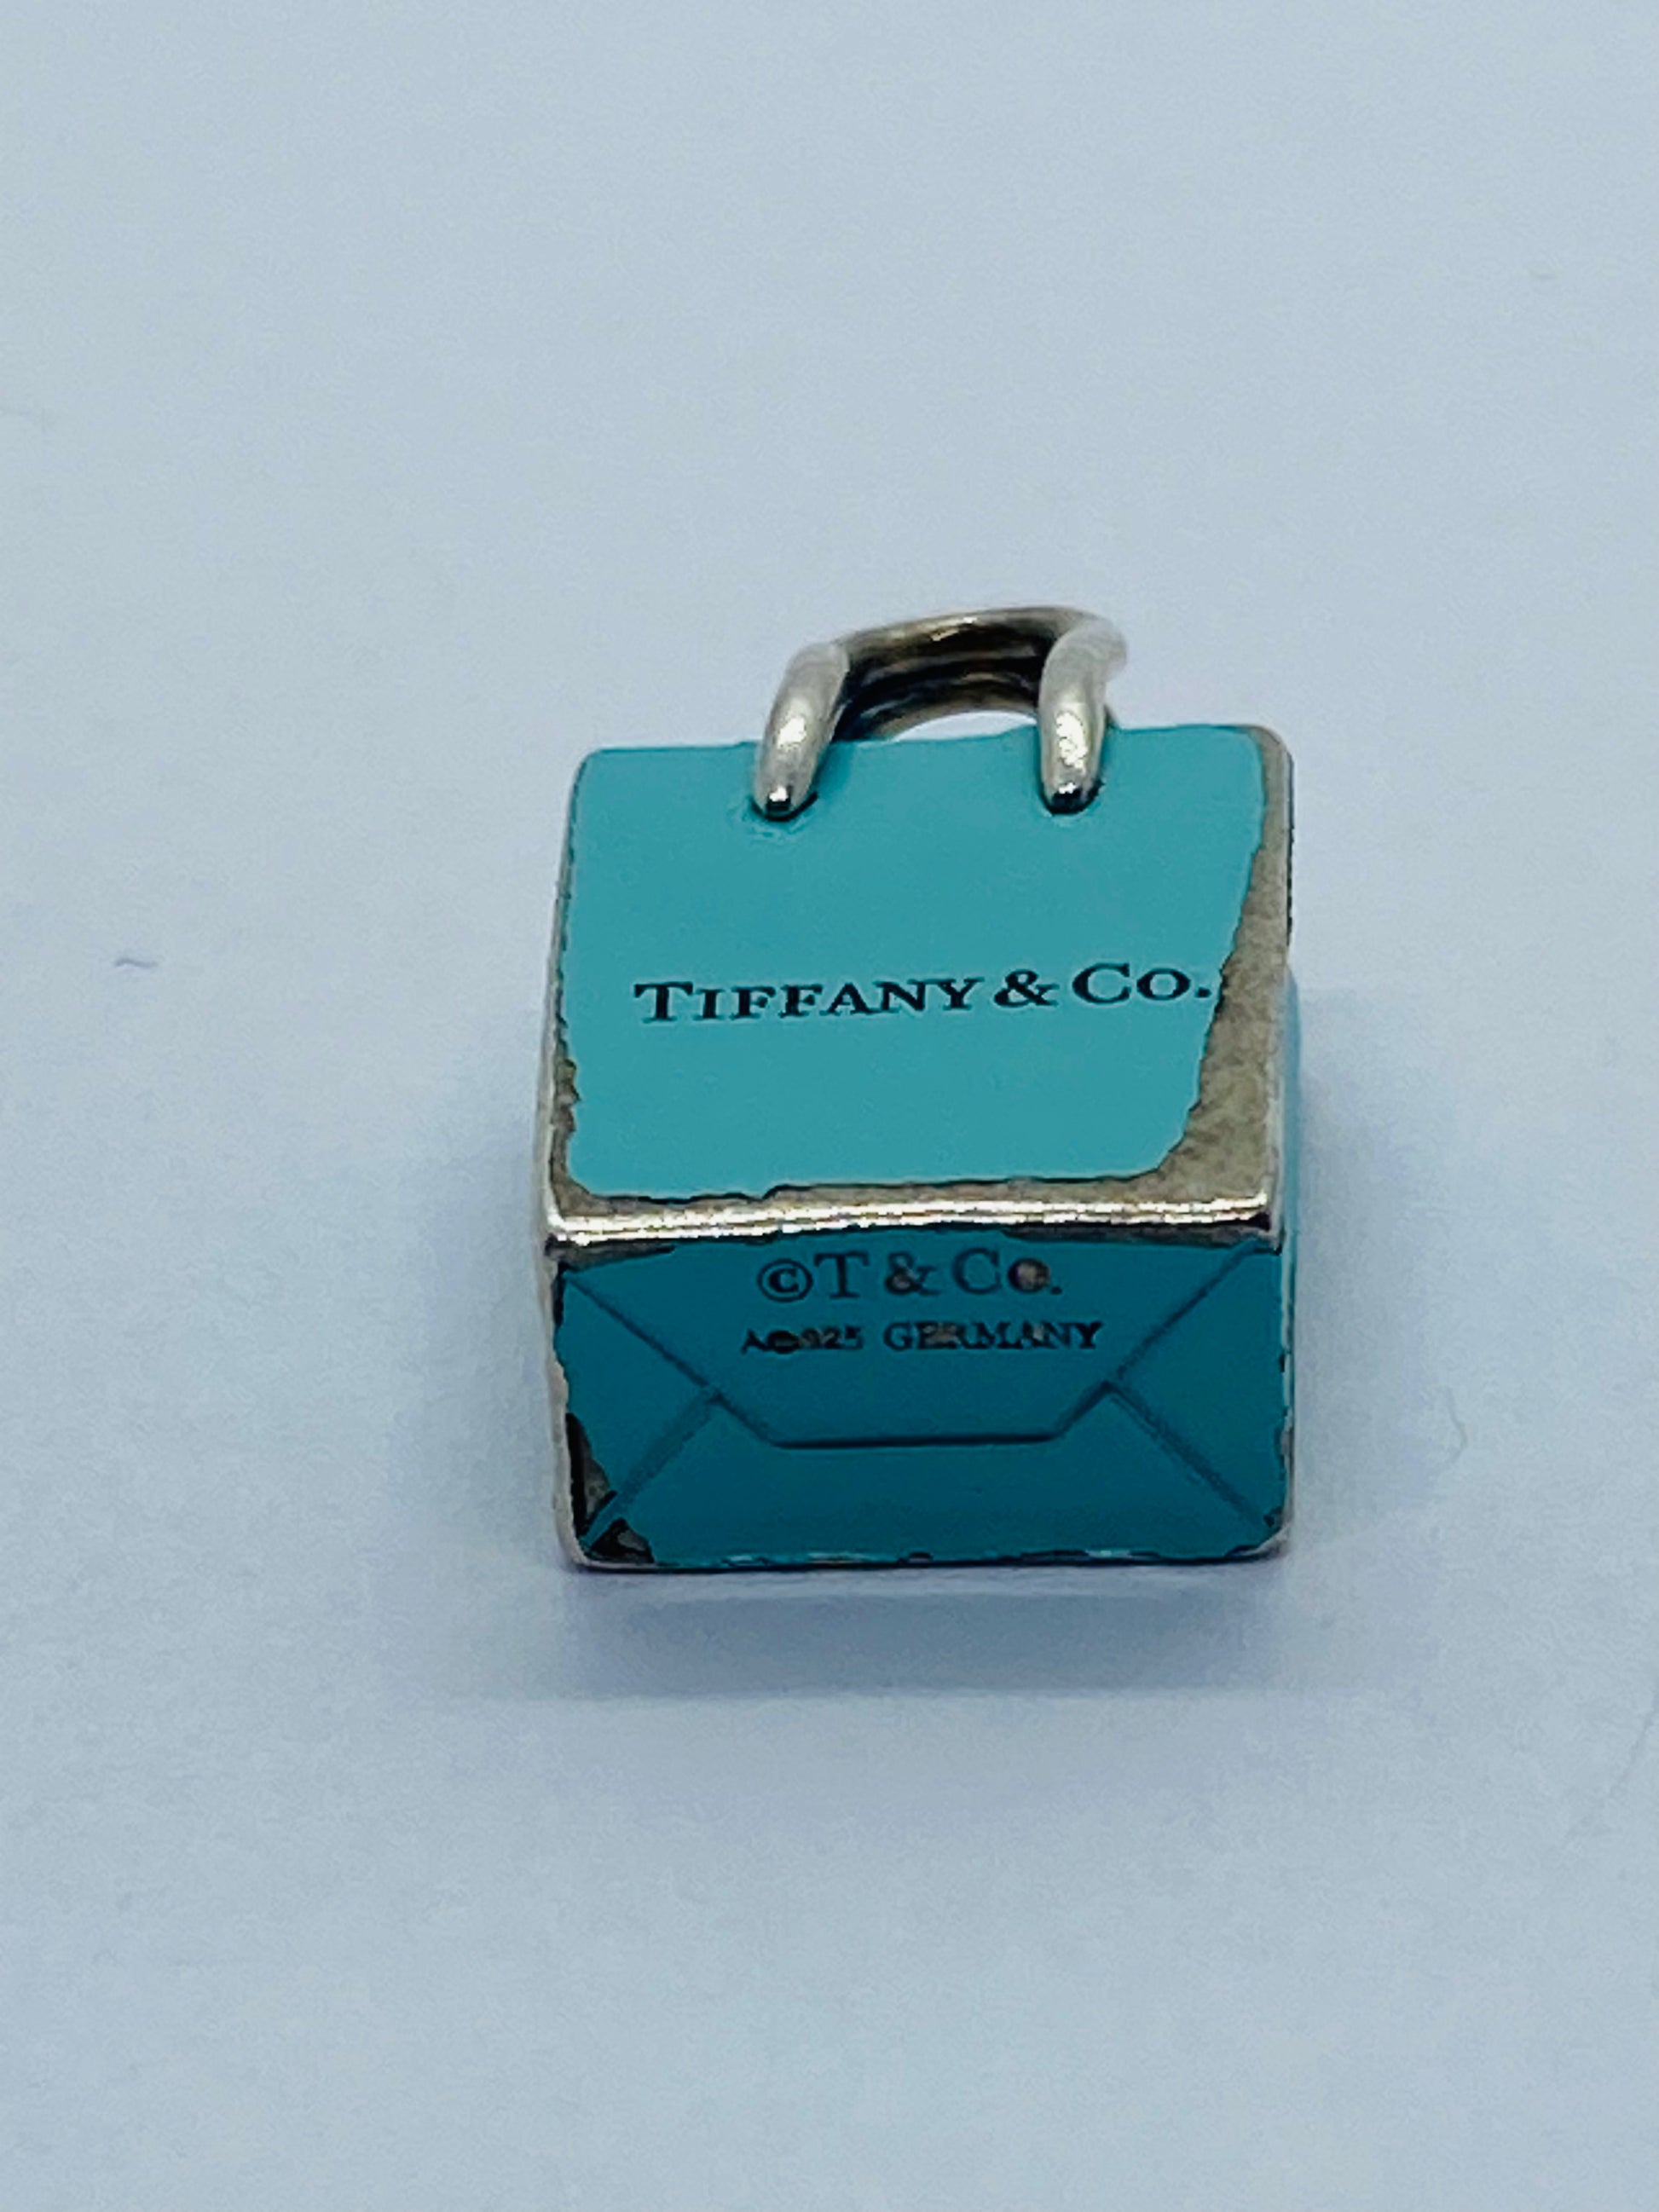 TIFFANY & CO.
©T & Co.
AG925 GERMANY